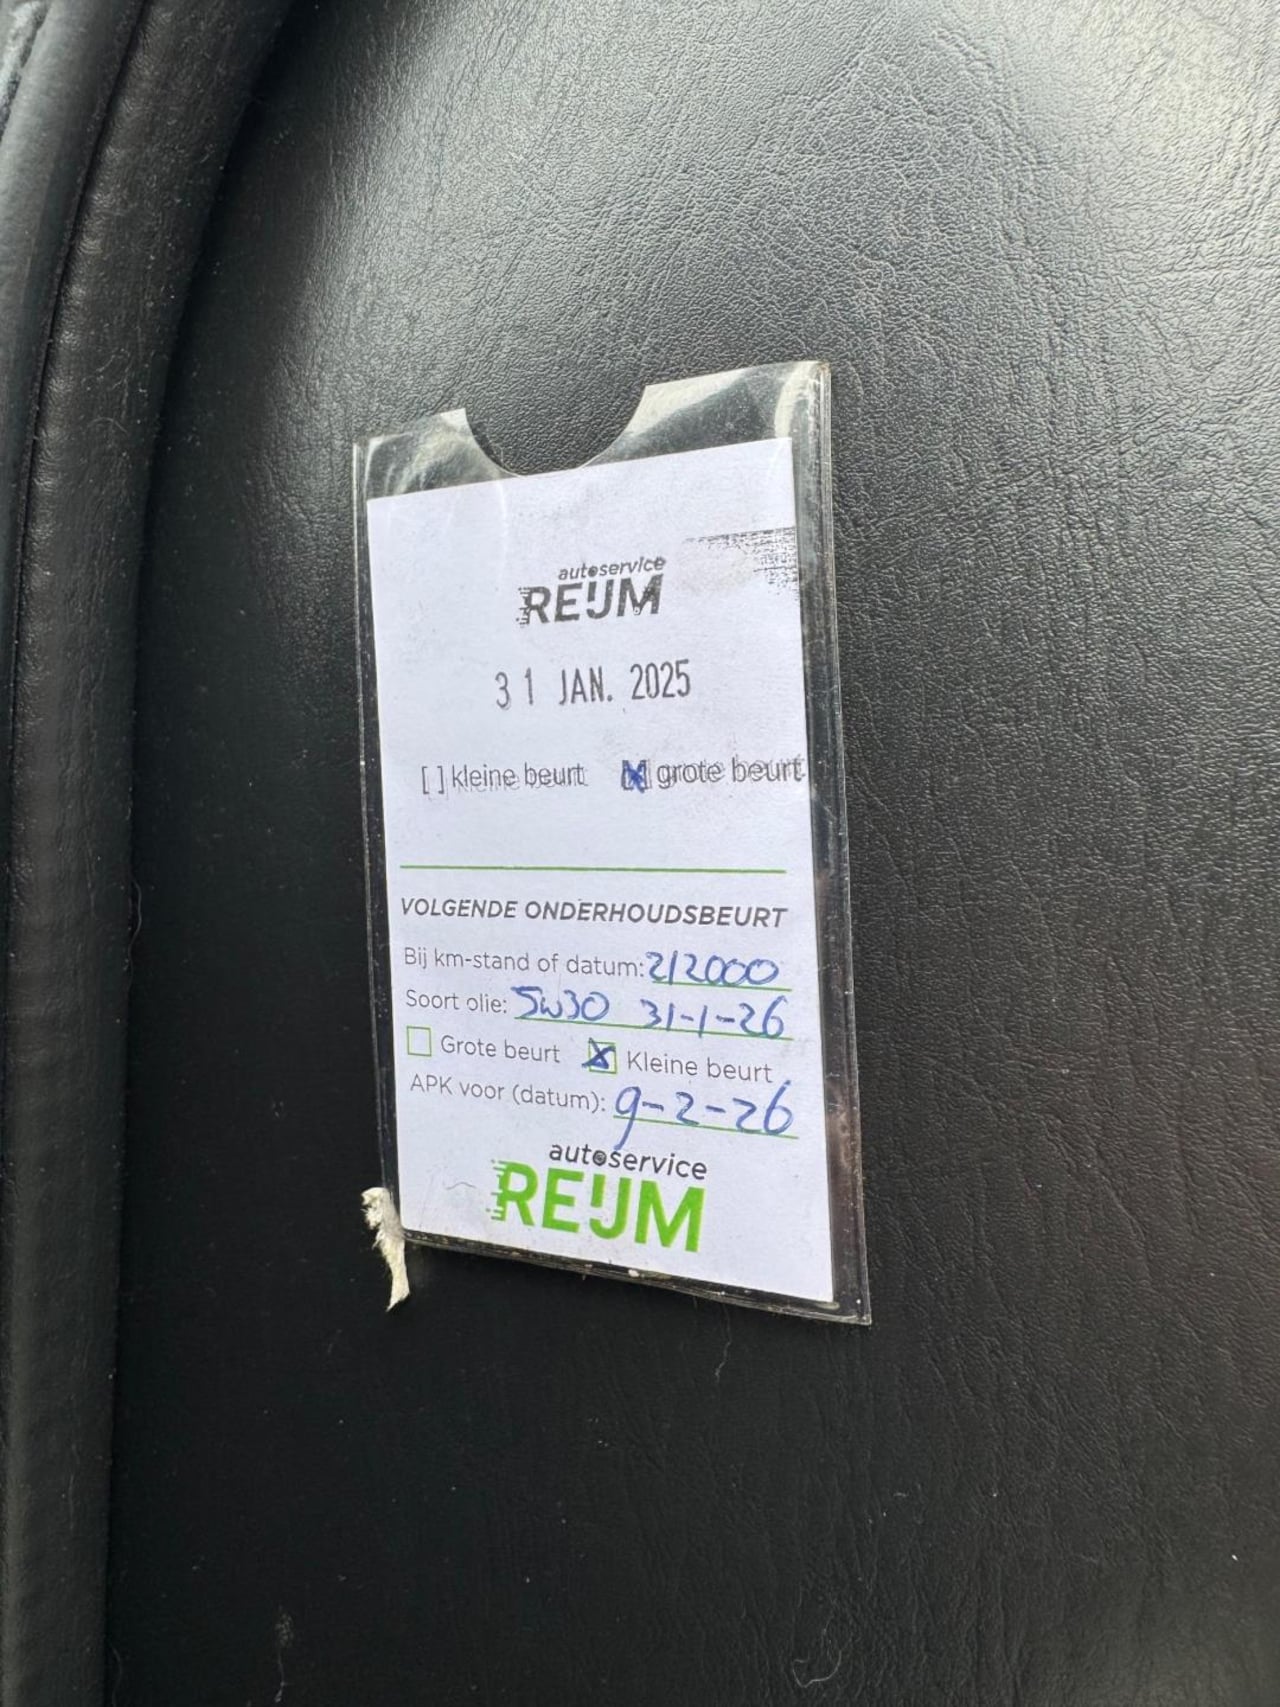 autoservice
REIJM
31 JAN. 2025
[ ] kleine beurt [X] grote beurt
VOLGENDE ONDERHOUDSBEURT
Bij km-stand of datum: 212000
Soort olie: 5w30 31-1-26
Grote beurt Kleine beurt
APK voor (datum): 9-2-26
autoservice
REIJM